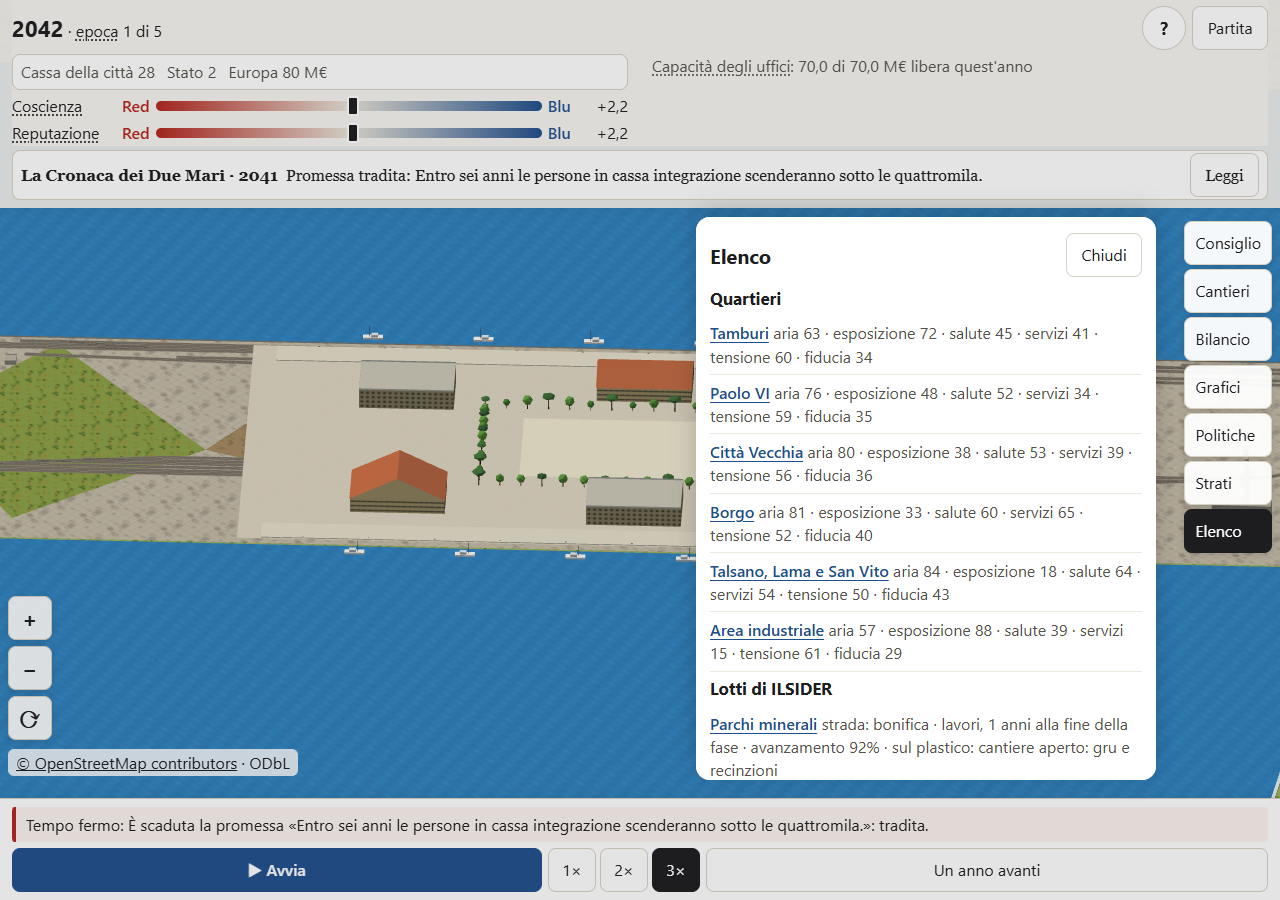 2042 · epoca 1 di 5
?
Partita
Cassa della città 28 Stato 2 Europa 80 M€
Capacità degli uffici: 70,0 di 70,0 M€ libera quest'anno
Coscienza Red Blu +2,2
Reputazione Red Blu +2,2
La Cronaca dei Due Mari · 2041 Promessa tradita: Entro sei anni le persone in cassa integrazione scenderanno sotto le quattromila.
Leggi
Elenco
Chiudi
Quartieri
Tamburi aria 63 · esposizione 72 · salute 45 · servizi 41 ·
tensione 60 · fiducia 34
Paolo VI aria 76 · esposizione 48 · salute 52 · servizi 34 ·
tensione 59 · fiducia 35
Città Vecchia aria 80 · esposizione 38 · salute 53 · servizi 39 ·
tensione 56 · fiducia 36
Borgo aria 81 · esposizione 33 · salute 60 · servizi 65 ·
tensione 52 · fiducia 40
Talsano, Lama e San Vito aria 84 · esposizione 18 · salute 64 ·
servizi 54 · tensione 50 · fiducia 43
Area industriale aria 57 · esposizione 88 · salute 39 · servizi
15 · tensione 61 · fiducia 29
Lotti di ILSIDER
Parchi minerali strada: bonifica · lavori, 1 anni alla fine della
fase · avanzamento 92% · sul plastico: cantiere aperto: gru e
recinzioni
Consiglio
Cantieri
Bilancio
Grafici
Politiche
Strati
Elenco
+
−
© OpenStreetMap contributors · ODbL
Tempo fermo: È scaduta la promessa «Entro sei anni le persone in cassa integrazione scenderanno sotto le quattromila.»: tradita.
▶ Avvia
1×
2×
3×
Un anno avanti